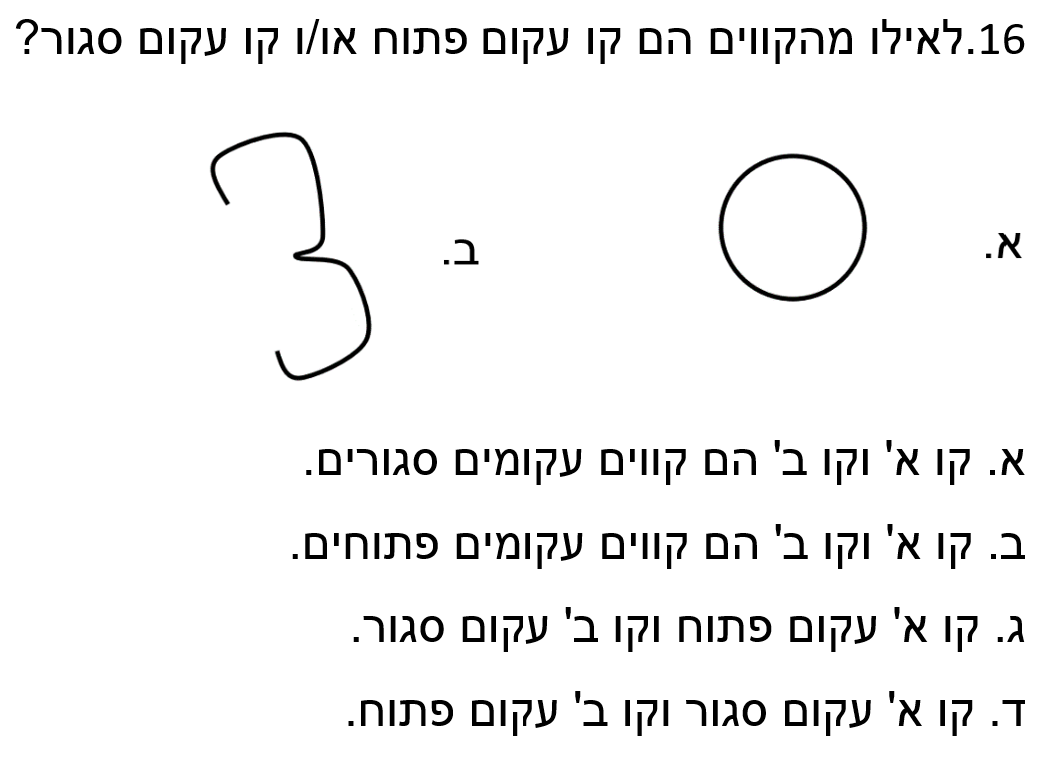 16.לאילו מהקווים הם קו עקום פתוח או/ו קו עקום סגור?
א.
ב.
א. קו א' וקו ב' הם קווים עקומים סגורים.
ב. קו א' וקו ב' הם קווים עקומים פתוחים.
ג. קו א' עקום פתוח וקו ב' עקום סגור.
ד. קו א' עקום סגור וקו ב' עקום פתוח.